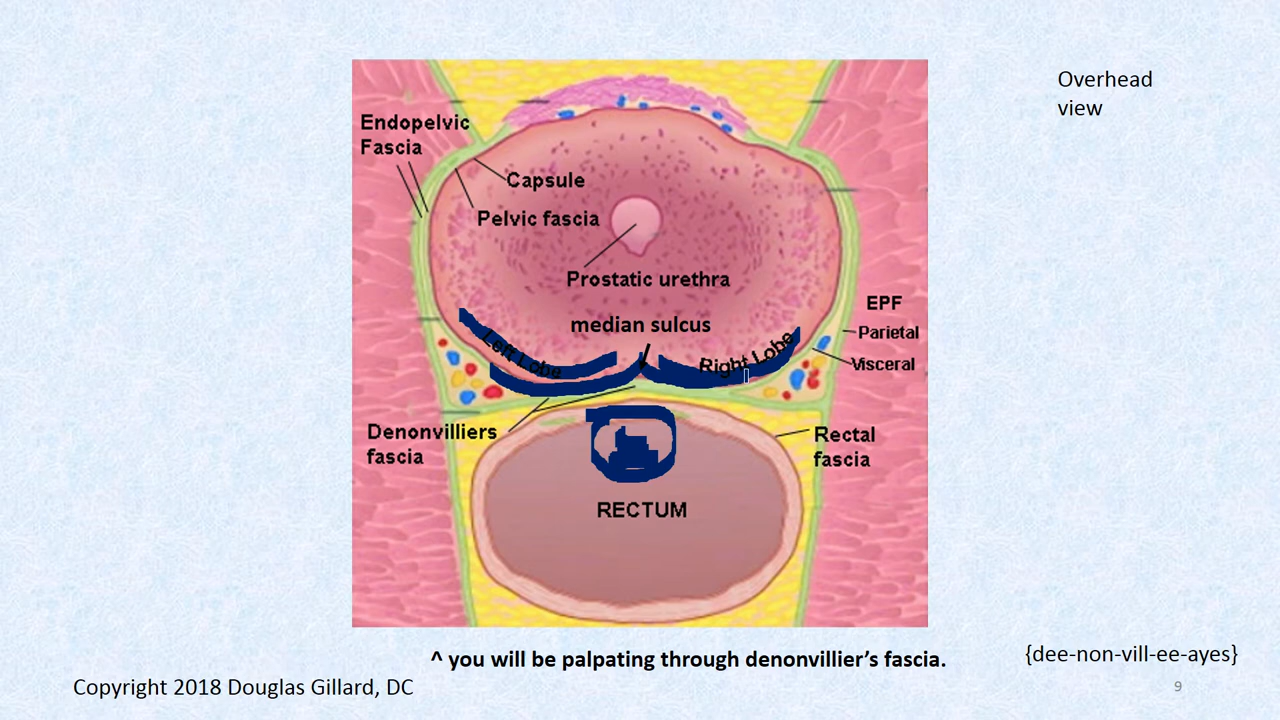 Overhead
view
Endopelvic
Fascia
Capsule
Pelvic fascia
Prostatic urethra
median sulcus
EPF
Parietal
Visceral
Left Lobe
Right Lobe
Denonvilliers
fascia
Rectal
fascia
RECTUM
^ you will be palpating through denonvillier’s fascia.
{dee-non-vill-ee-ayes}
Copyright 2018 Douglas Gillard, DC
9